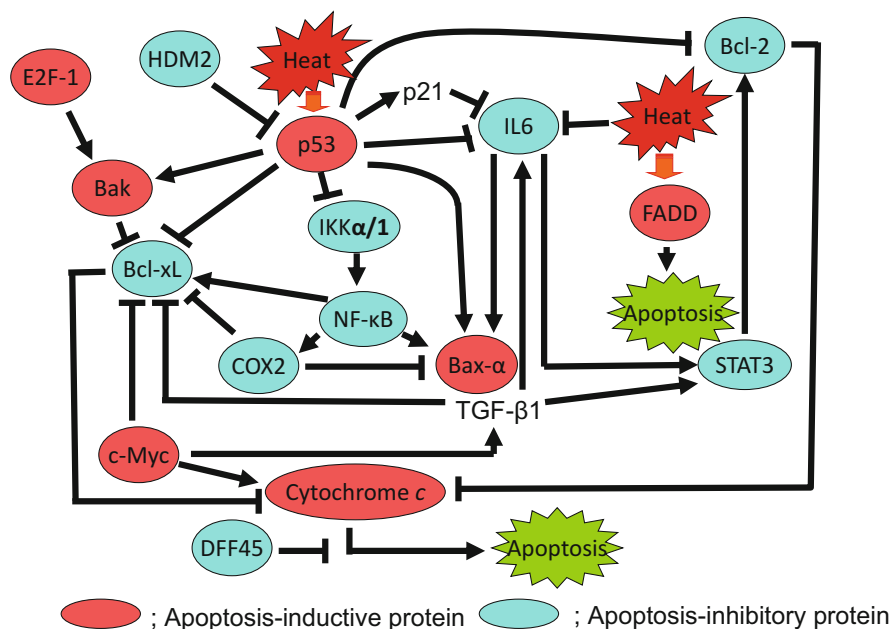 Bcl-2
HDM2
Heat
E2F-1
p21
Heat
IL6
p53
Bak
FADD
IKKα/1
Bcl-xL
Apoptosis
NF-κB
COX2
Bax-α
STAT3
TGF-β1
c-Myc
Cytochrome c
DFF45
Apoptosis
; Apoptosis-inductive protein
; Apoptosis-inhibitory protein